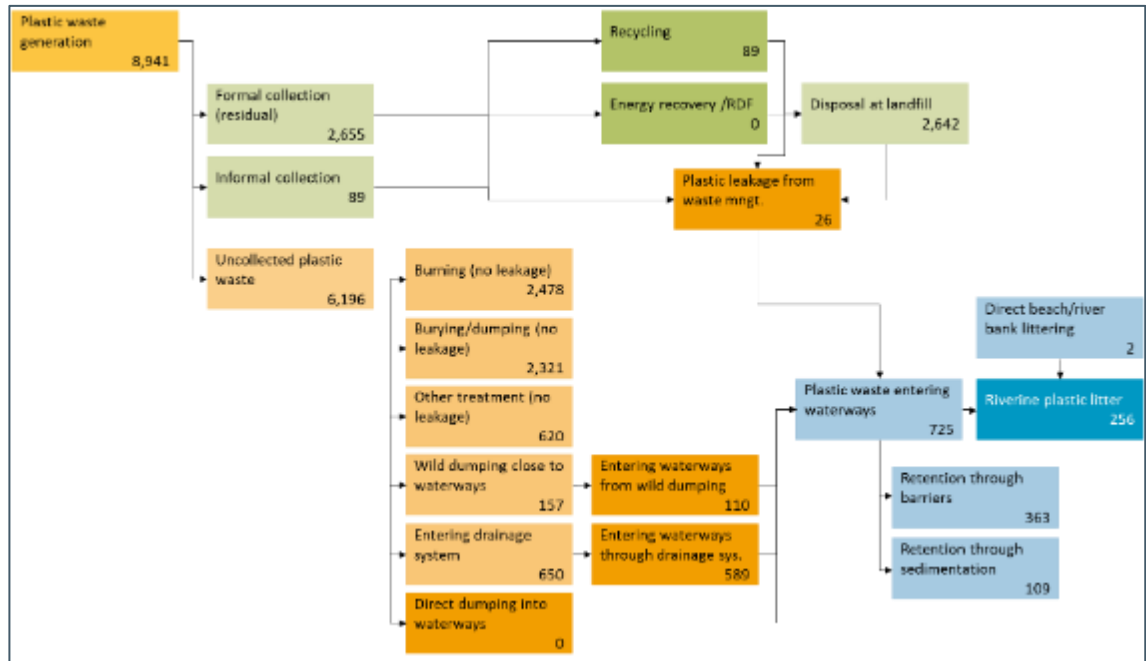 Plastic waste
generation
8,941
Formal collection
(residual)
2,655
Informal collection
89
Uncollected plastic
waste
6,196
Recycling
89
Energy recovery /RDF
0
Disposal at landfill
2,642
Plastic leakage from
waste mngt.
26
Burning (no leakage)
2,478
Burying/dumping (no
leakage)
2,321
Other treatment (no
leakage)
620
Wild dumping close to
waterways
157
Entering drainage
system
650
Direct dumping into
waterways
0
Entering waterways
from wild dumping
110
Entering waterways
through drainage sys.
589
Plastic waste entering
waterways
725
Direct beach/river
bank littering
2
Riverine plastic litter
256
Retention through
barriers
363
Retention through
sedimentation
109